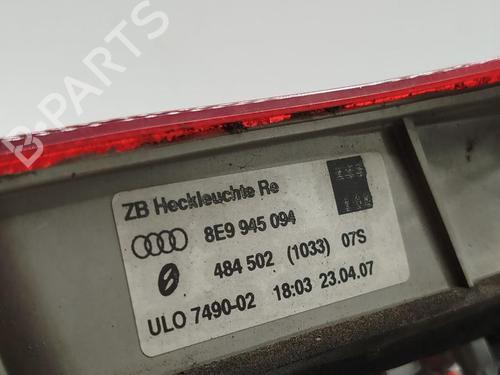 ZB Heckleuchte Re
8E9 945 094
484 502 (1033) 07S
ULO 7490-02 18:03 23.04.07
B-PARTS